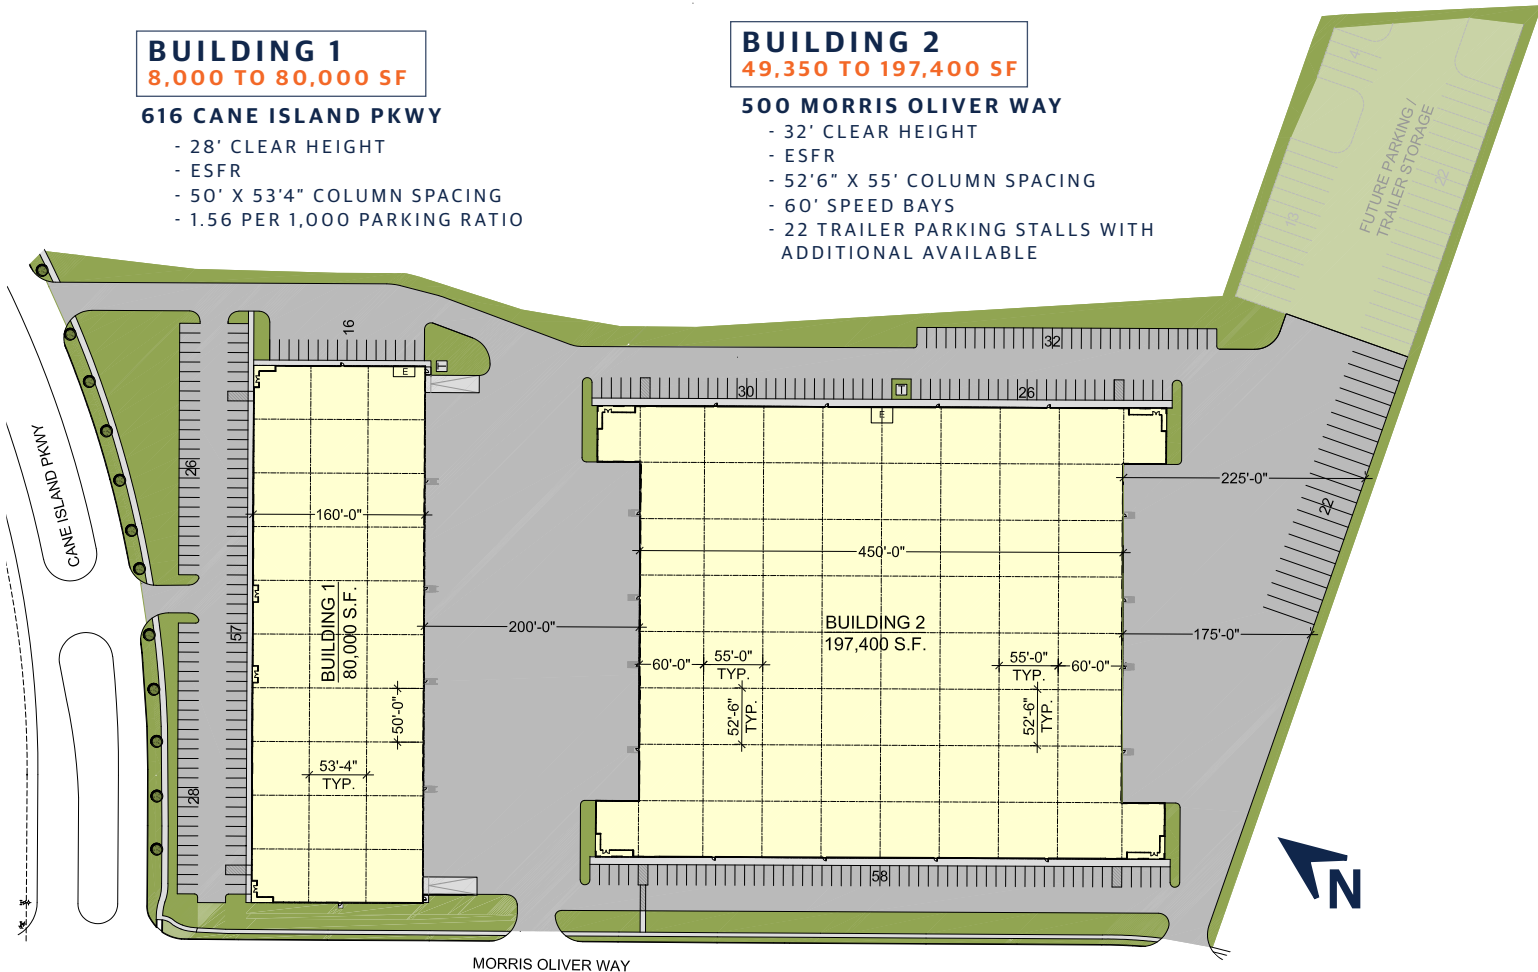 BUILDING 1
8,000 TO 80,000 SF
616 CANE ISLAND PKWY
- 28' CLEAR HEIGHT
- ESFR
- 50' X 53'4" COLUMN SPACING
- 1.56 PER 1,000 PARKING RATIO
BUILDING 2
49,350 TO 197,400 SF
500 MORRIS OLIVER WAY
- 32' CLEAR HEIGHT
- ESFR
- 52'6" X 55' COLUMN SPACING
- 60' SPEED BAYS
- 22 TRAILER PARKING STALLS WITH
ADDITIONAL AVAILABLE
4
22
13
FUTURE PARKING /
TRAILER STORAGE
16
32
T
E
30
T
26
E
CANE ISLAND PKWY
26
225'-0"
22
160'-0"
450'-0"
BUILDING 1
80,000 S.F.
57
200'-0"
BUILDING 2
197,400 S.F.
175'-0"
60'-0"
55'-0"
TYP.
55'-0"
TYP.
60'-0"
50'-0"
52'-6"
TYP.
52'-6"
TYP.
53'-4"
TYP.
28
58
N
MORRIS OLIVER WAY